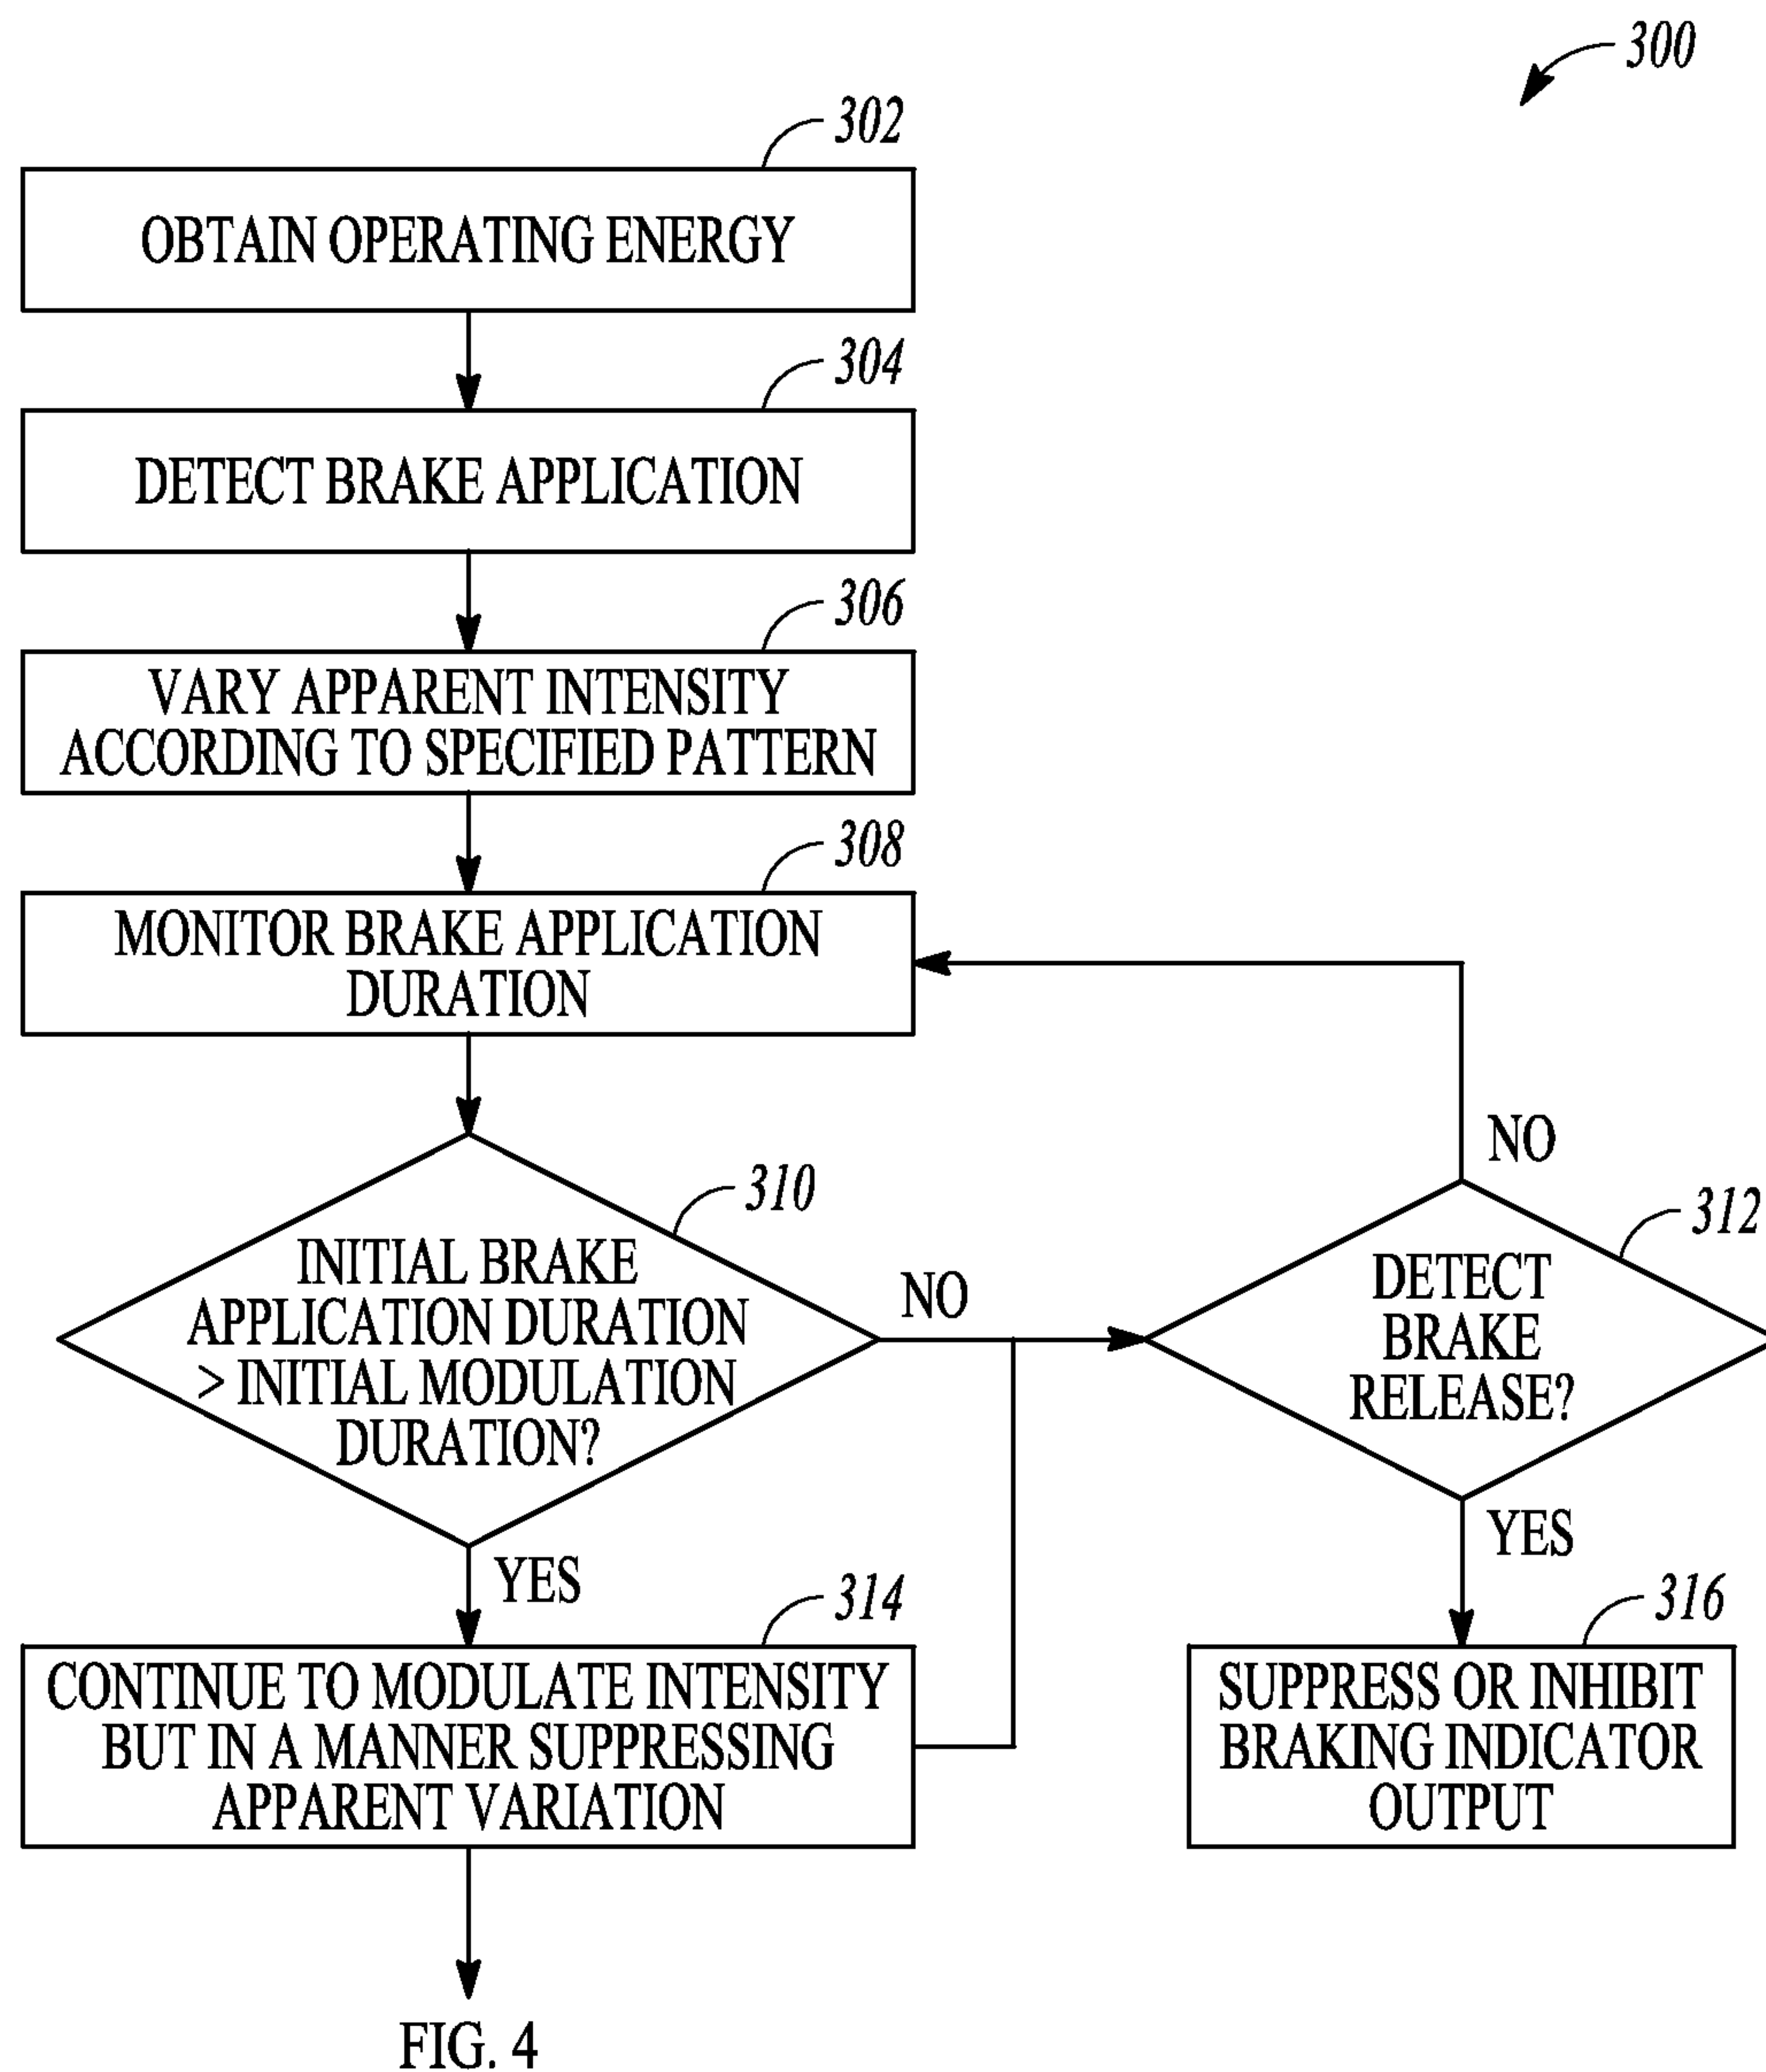 300
302
OBTAIN OPERATING ENERGY
304
DETECT BRAKE APPLICATION
306
VARY APPARENT INTENSITY
ACCORDING TO SPECIFIED PATTERN
308
MONITOR BRAKE APPLICATION
DURATION
310
INITIAL BRAKE
APPLICATION DURATION
> INITIAL MODULATION
DURATION?
NO
YES
312
DETECT
BRAKE
RELEASE?
NO
YES
314
CONTINUE TO MODULATE INTENSITY
BUT IN A MANNER SUPPRESSING
APPARENT VARIATION
316
SUPPRESS OR INHIBIT
BRAKING INDICATOR
OUTPUT
FIG. 4